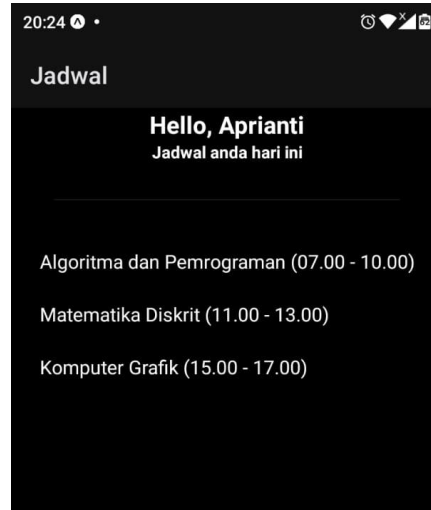 20:24
Jadwal
Hello, Aprianti
Jadwal anda hari ini
Algoritma dan Pemrograman (07.00 - 10.00)
Matematika Diskrit (11.00 - 13.00)
Komputer Grafik (15.00 - 17.00)